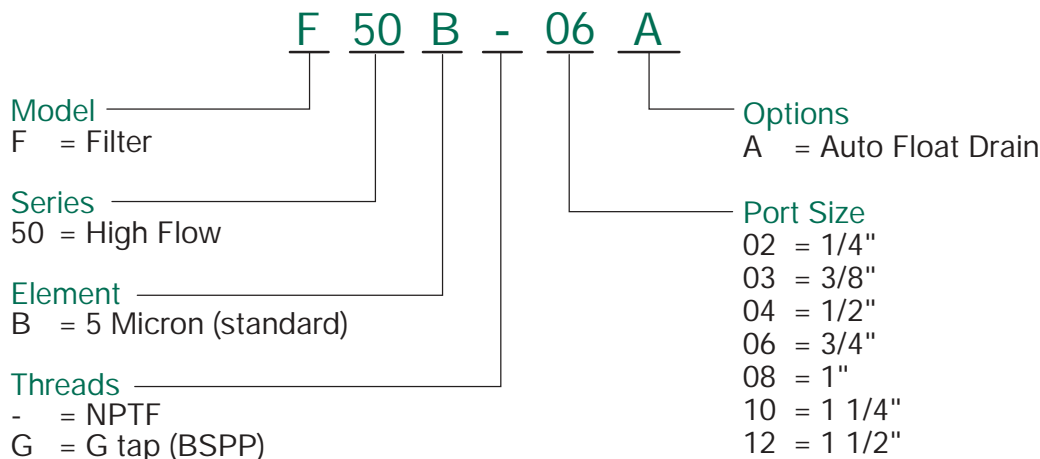 F 50 B - 06 A
Model
F = Filter
Series
50 = High Flow
Element
B = 5 Micron (standard)
Threads
- = NPTF
G = G tap (BSPP)
Options
A = Auto Float Drain
Port Size
02 = 1/4"
03 = 3/8"
04 = 1/2"
06 = 3/4"
08 = 1"
10 = 1 1/4"
12 = 1 1/2"